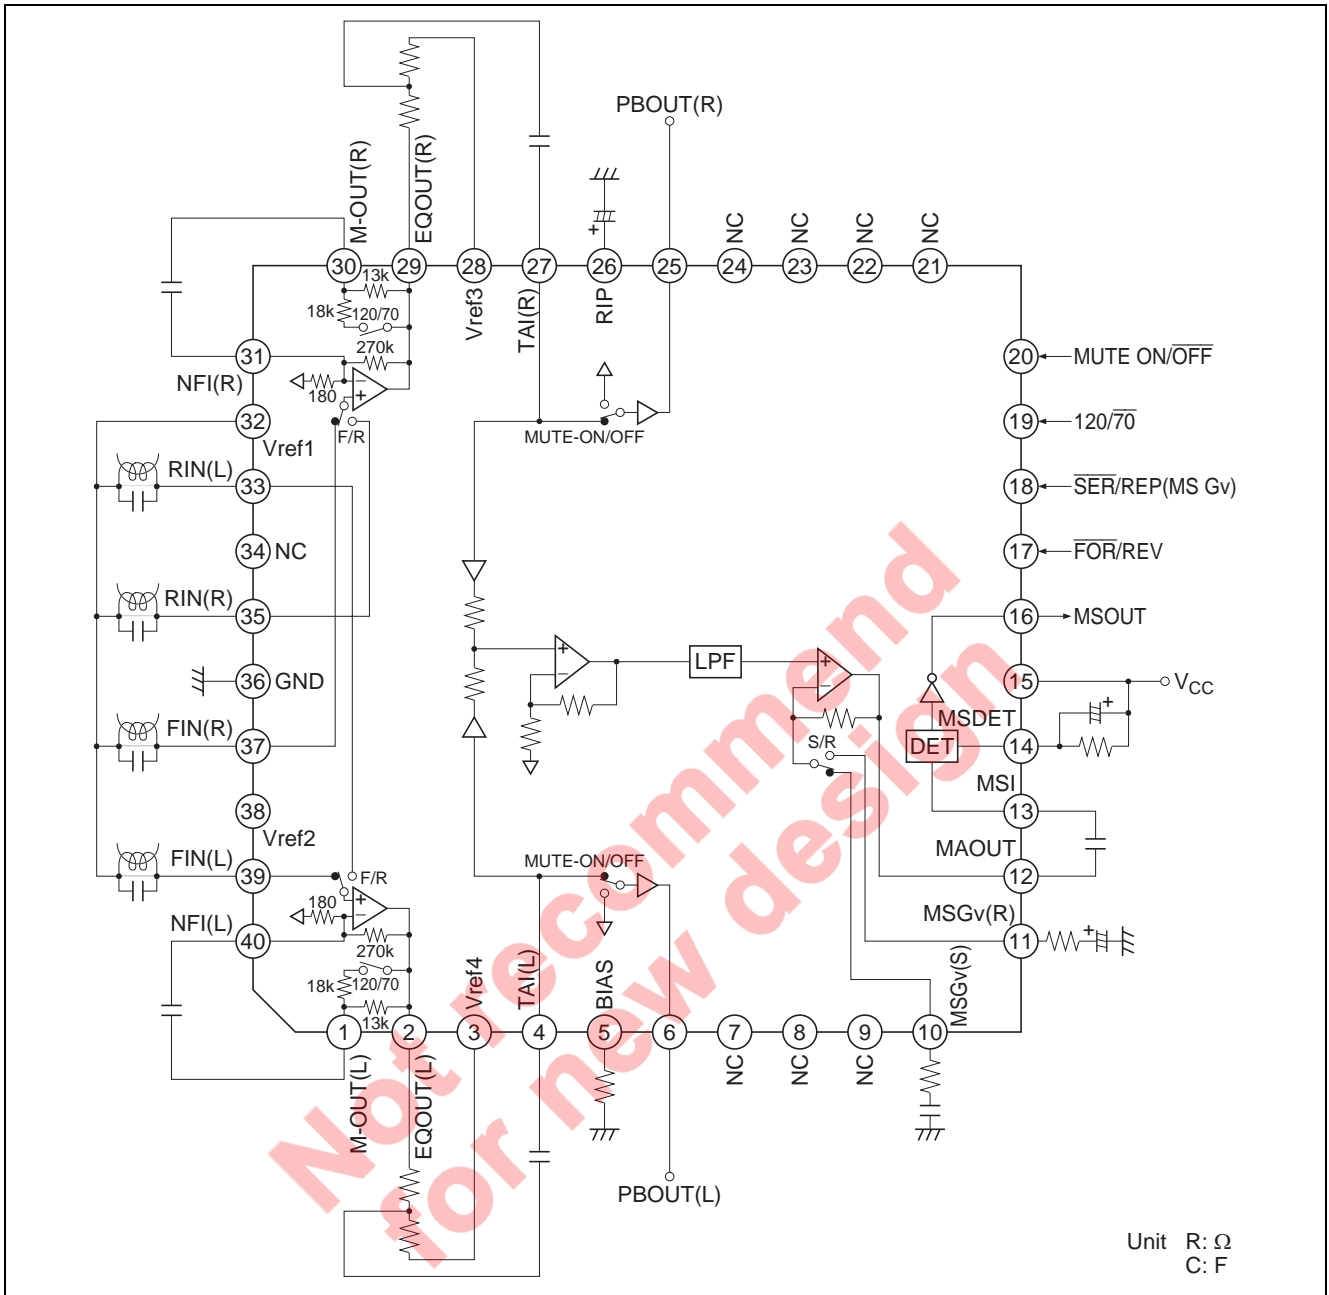 PBOUT(R)
M-OUT(R)
EQOUT(R)
NC
NC
NC
NC
30
29
28
27
26
25
24
23
22
21
13k
18k
120/70
270k
Vref3
TAI(R)
RIP
31
NFI(R)
180
−
+
F/R
MUTE-ON/OFF
20
MUTE ON/OFF
32
Vref1
19
120/70
RIN(L)
33
18
SER/REP(MS Gv)
34
NC
17
FOR/REV
RIN(R)
35
16
MSOUT
36
GND
+
−
LPF
+
−
15
VCC
+
MSDET
FIN(R)
37
S/R
DET
14
MSI
38
Vref2
13
MAOUT
FIN(L)
39
F/R
MUTE-ON/OFF
12
180
+
−
MSGv(R)
NFI(L)
40
270k
11
+
18k
120/70
13k
Vref4
TAI(L)
BIAS
MSGv(S)
1
2
3
4
5
6
7
8
9
10
M-OUT(L)
EQOUT(L)
NC
NC
NC
PBOUT(L)
Unit R: Ω
C: F
Not recommend
for new design